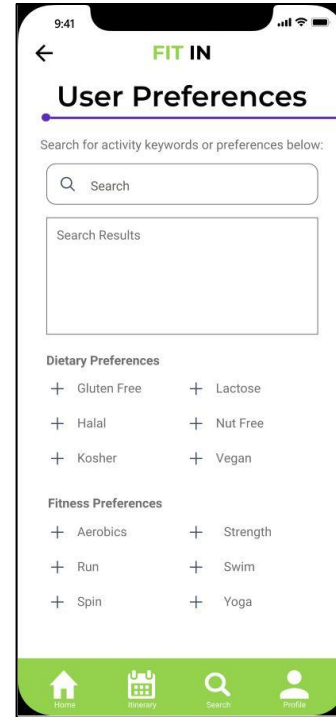 9:41
FIT IN
User Preferences
Search for activity keywords or preferences below:
Search
Search Results
Dietary Preferences
Gluten Free
Lactose
Halal
Nut Free
Kosher
Vegan
Fitness Preferences
Aerobics
Strength
Run
Swim
Spin
Yoga
Home
Itinerary
Search
Profile